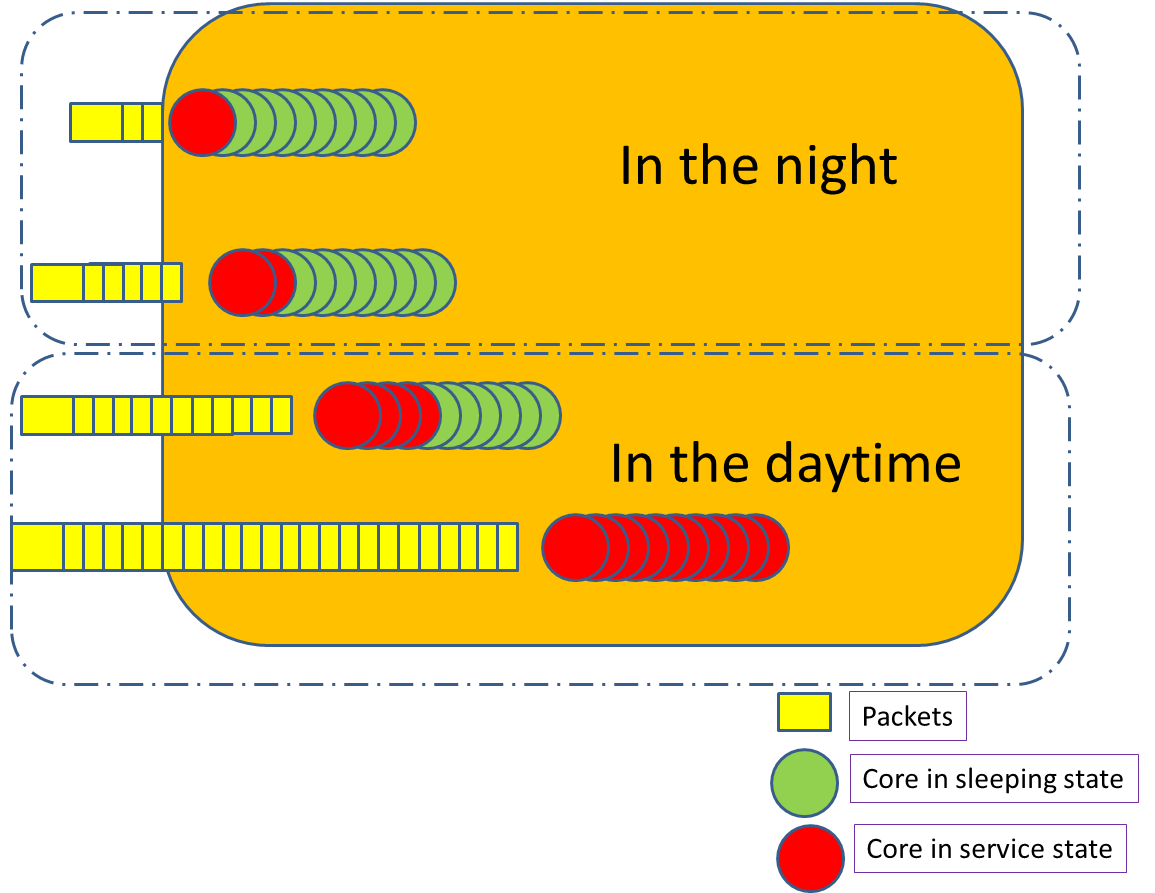 In the night
In the daytime
Packets
Core in sleeping state
Core in service state